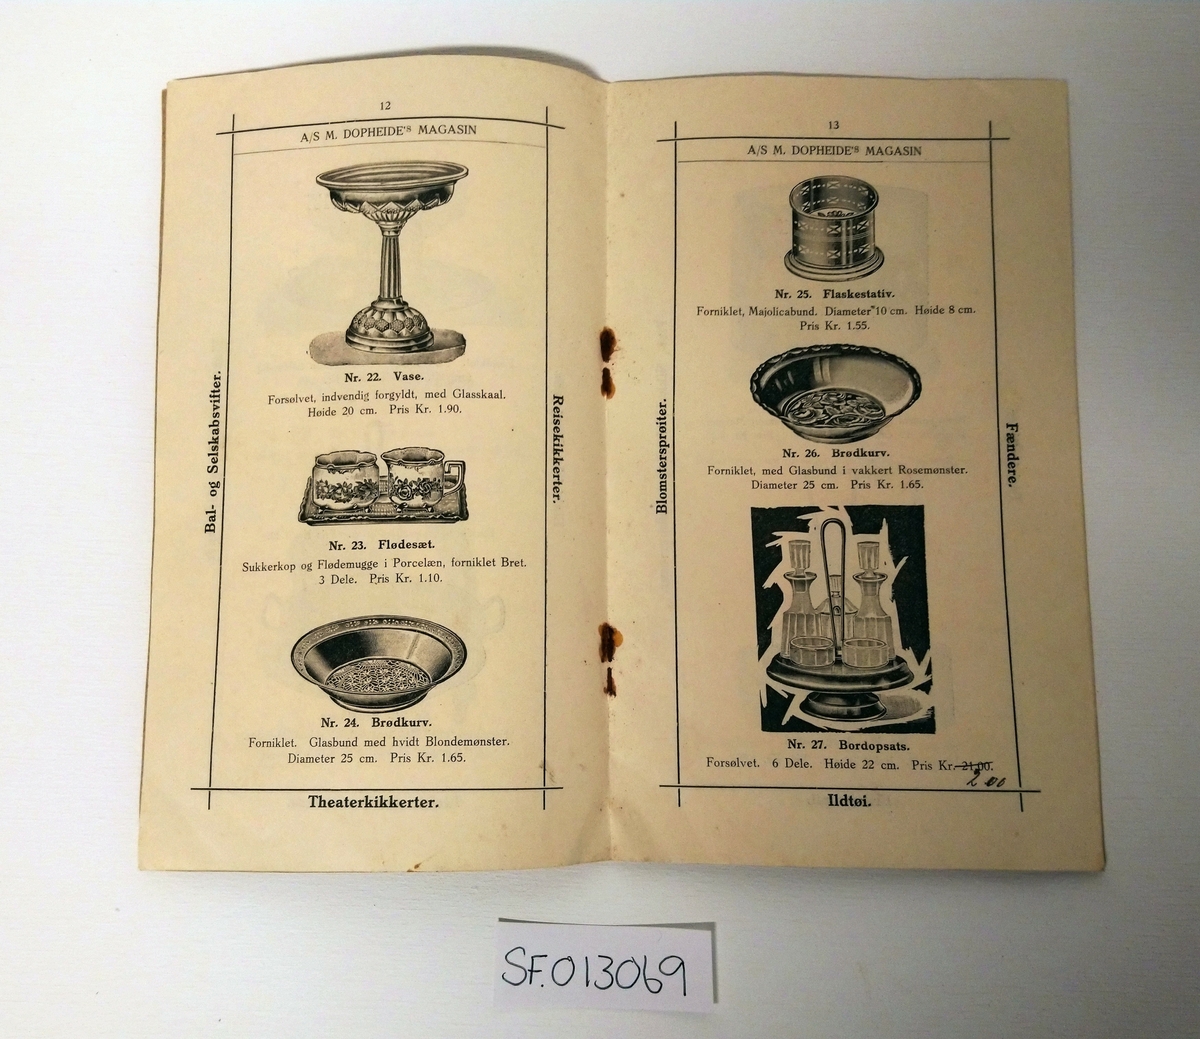 12
A/S M. DOPHEIDE'S MAGASIN
Nr. 22. Vase.
Forsølvet, indvendig forgyldt, med Glasskaal.
Høide 20 cm. Pris Kr. 1.90.
Nr. 23. Flødesæt.
Sukkerkop og Flødemugge i Porcelæn, forniklet Bret.
3 Dele. Pris Kr. 1.10.
Nr. 24. Brødkurv.
Forniklet. Glasbund med hvidt Blondemønster.
Diameter 25 cm. Pris Kr. 1.65.
Bal- og Selskabsvifter.
Reisekikkerter.
Theaterkikkerter.
13
A/S M. DOPHEIDE'S MAGASIN
Nr. 25. Flaskestativ.
Forniklet, Majolicabund. Diameter 10 cm. Høide 8 cm.
Pris Kr. 1.55.
Nr. 26. Brødkurv.
Forniklet, med Glasbund i vakkert Rosemønster.
Diameter 25 cm. Pris Kr. 1.65.
Nr. 27. Bordopsats.
Forsølvet. 6 Dele. Høide 22 cm. Pris Kr. 21.00.
2 00
Blomstersprøiter.
Fændere.
Ildtøi.
SF.013069